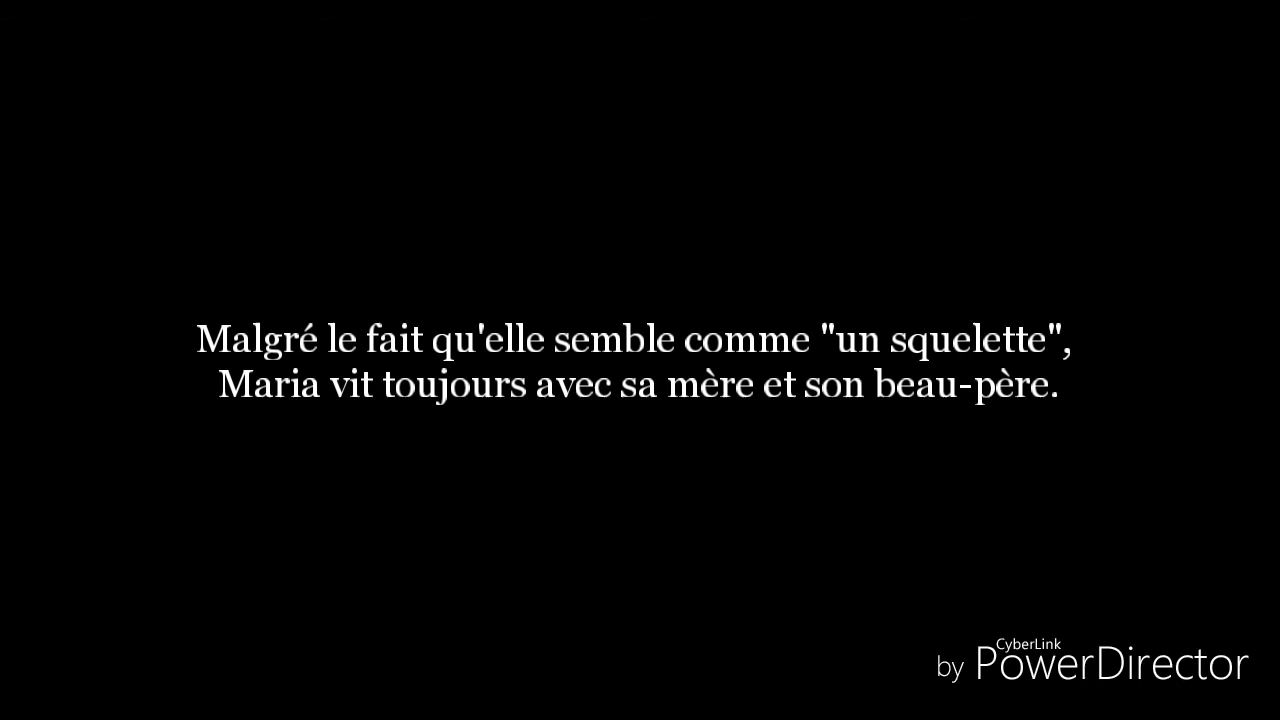 Malgré le fait qu'elle semble comme "un squelette",
Maria vit toujours avec sa mère et son beau-père.
CyberLink
by PowerDirector